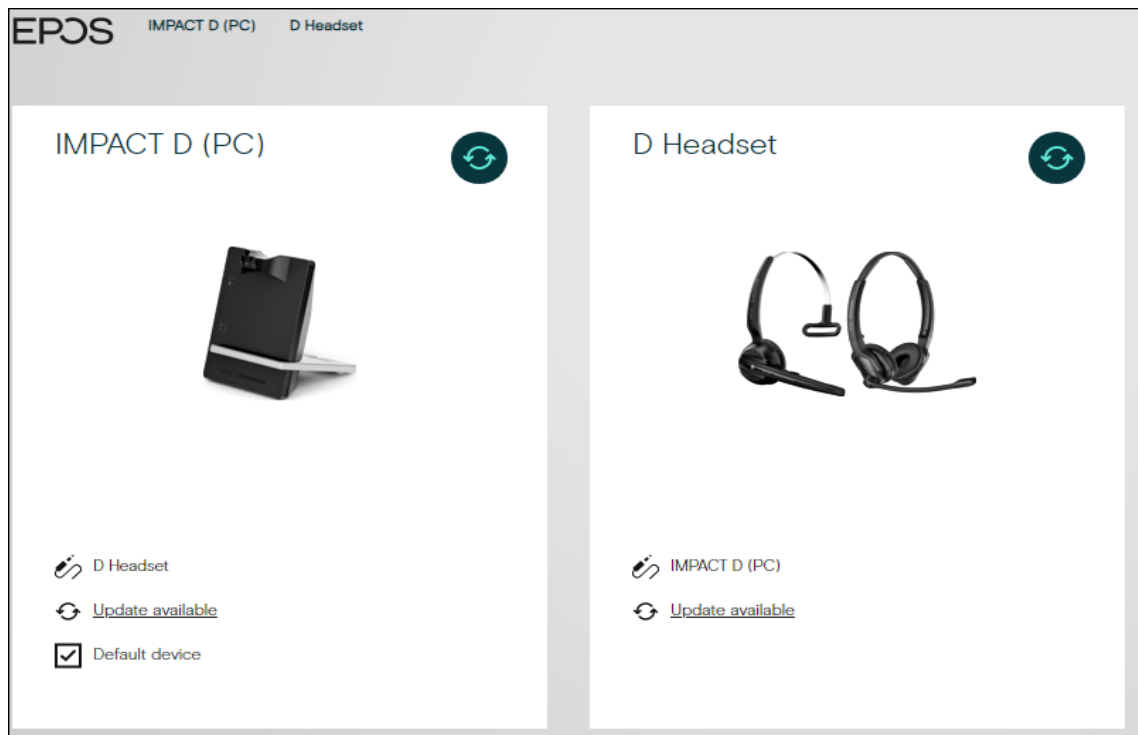 EPOS IMPACT D (PC) D Headset
IMPACT D (PC)
D Headset
Update available
Default device
D Headset
IMPACT D (PC)
Update available